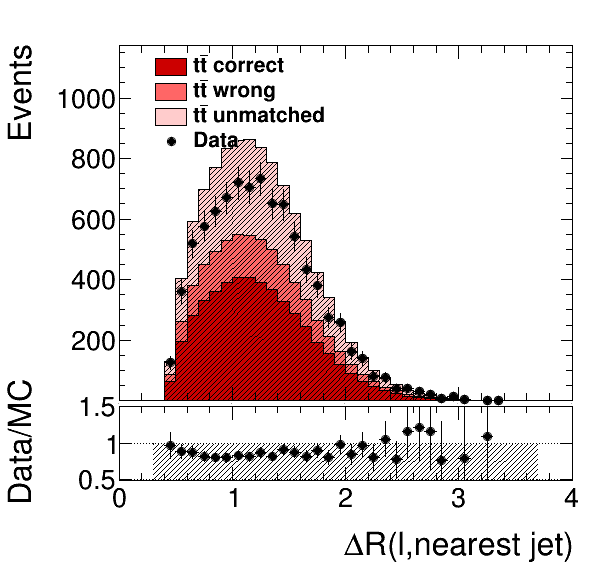 Events
tt̄ correct
tt̄ wrong
tt̄ unmatched
Data
1000
800
600
400
200
Data/MC
1.5
1
0.5
0 1 2 3 4
ΔR(l,nearest jet)